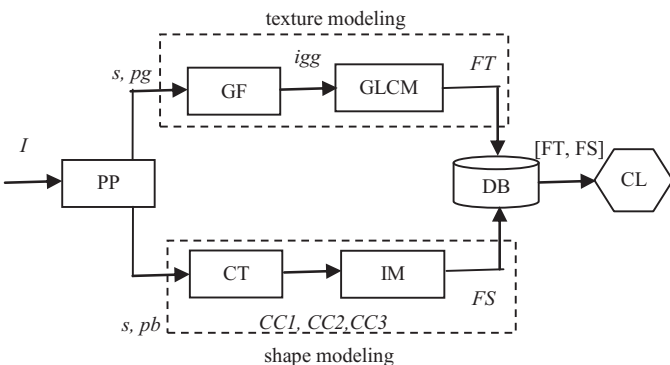 texture modeling
s, pg
igg
FT
GF
GLCM
I
PP
[FT, FS]
DB
CL
CT
IM
s, pb
CC1, CC2,CC3
FS
shape modeling